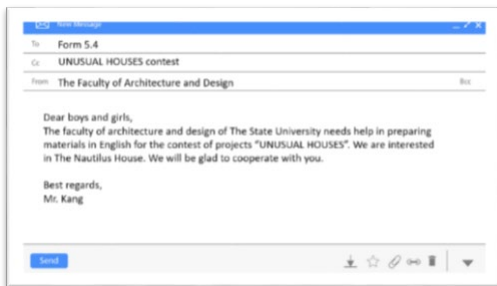 New Message
To Form 5.4
Cc UNUSUAL HOUSES contest
From The Faculty of Architecture and Design Bcc
Dear boys and girls,
The faculty of architecture and design of The State University needs help in preparing
materials in English for the contest of projects "UNUSUAL HOUSES". We are interested
in The Nautilus House. We will be glad to cooperate with you.
Best regards,
Mr. Kang
Send